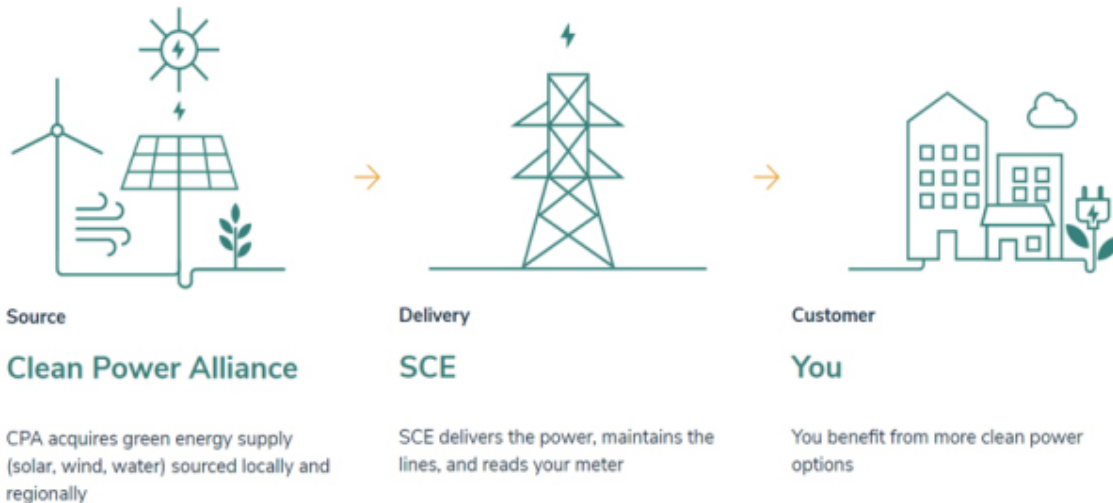 Source
Clean Power Alliance
CPA acquires green energy supply
(solar, wind, water) sourced locally and
regionally
Delivery
SCE
SCE delivers the power, maintains the
lines, and reads your meter
Customer
You
You benefit from more clean power
options